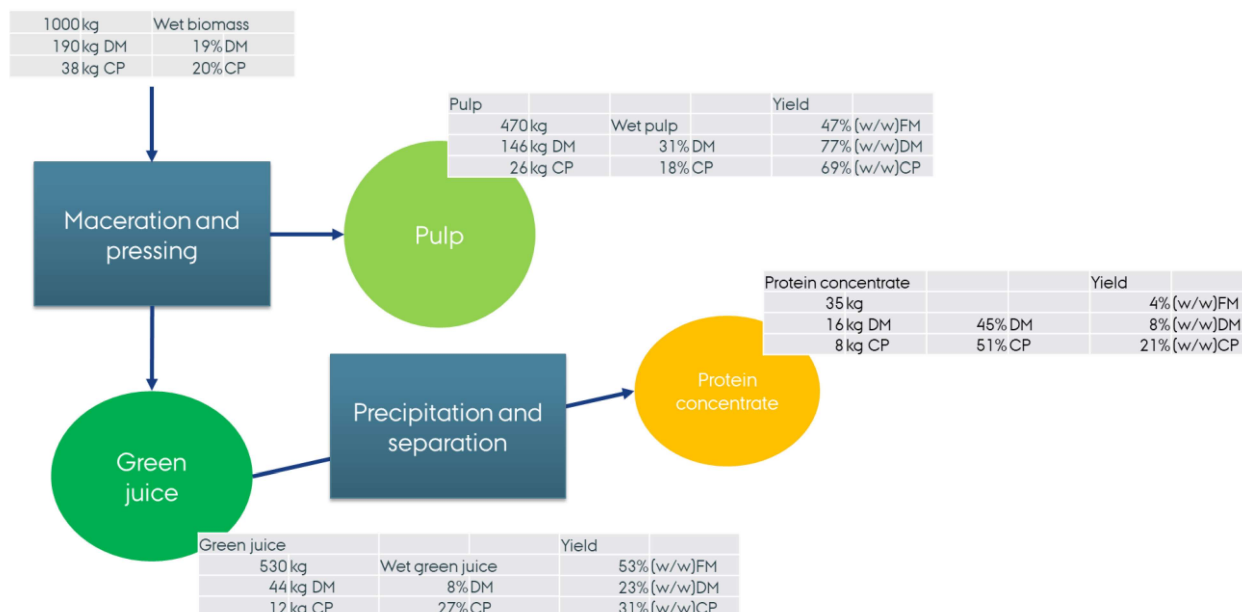 1000 kg Wet biomass
190 kg DM 19% DM
38 kg CP 20% CP
Pulp Yield
470 kg Wet pulp 47% (w/w)FM
146 kg DM 31% DM 77% (w/w)DM
26 kg CP 18% CP 69% (w/w)CP
Maceration and
pressing
Pulp
Protein concentrate Yield
35 kg 4% (w/w)FM
16 kg DM 45% DM 8% (w/w)DM
8 kg CP 51% CP 21% (w/w)CP
Precipitation and
separation
Protein
concentrate
Green
juice
Green juice Yield
530 kg Wet green juice 53% (w/w)FM
44 kg DM 8% DM 23% (w/w)DM
12 kg CP 27% CP 31% (w/w)CP